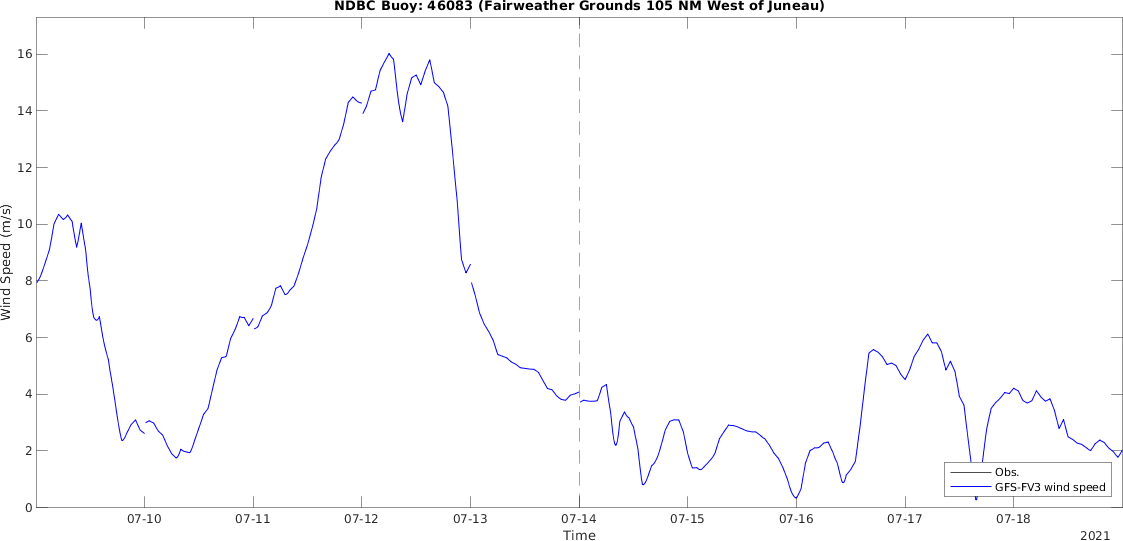 NDBC Buoy: 46083 (Fairweather Grounds 105 NM West of Juneau)
Wind Speed (m/s)
16
14
12
10
8
6
4
2
0
07-10 07-11 07-12 07-13 07-14 07-15 07-16 07-17 07-18
Time
2021
Obs.
GFS-FV3 wind speed